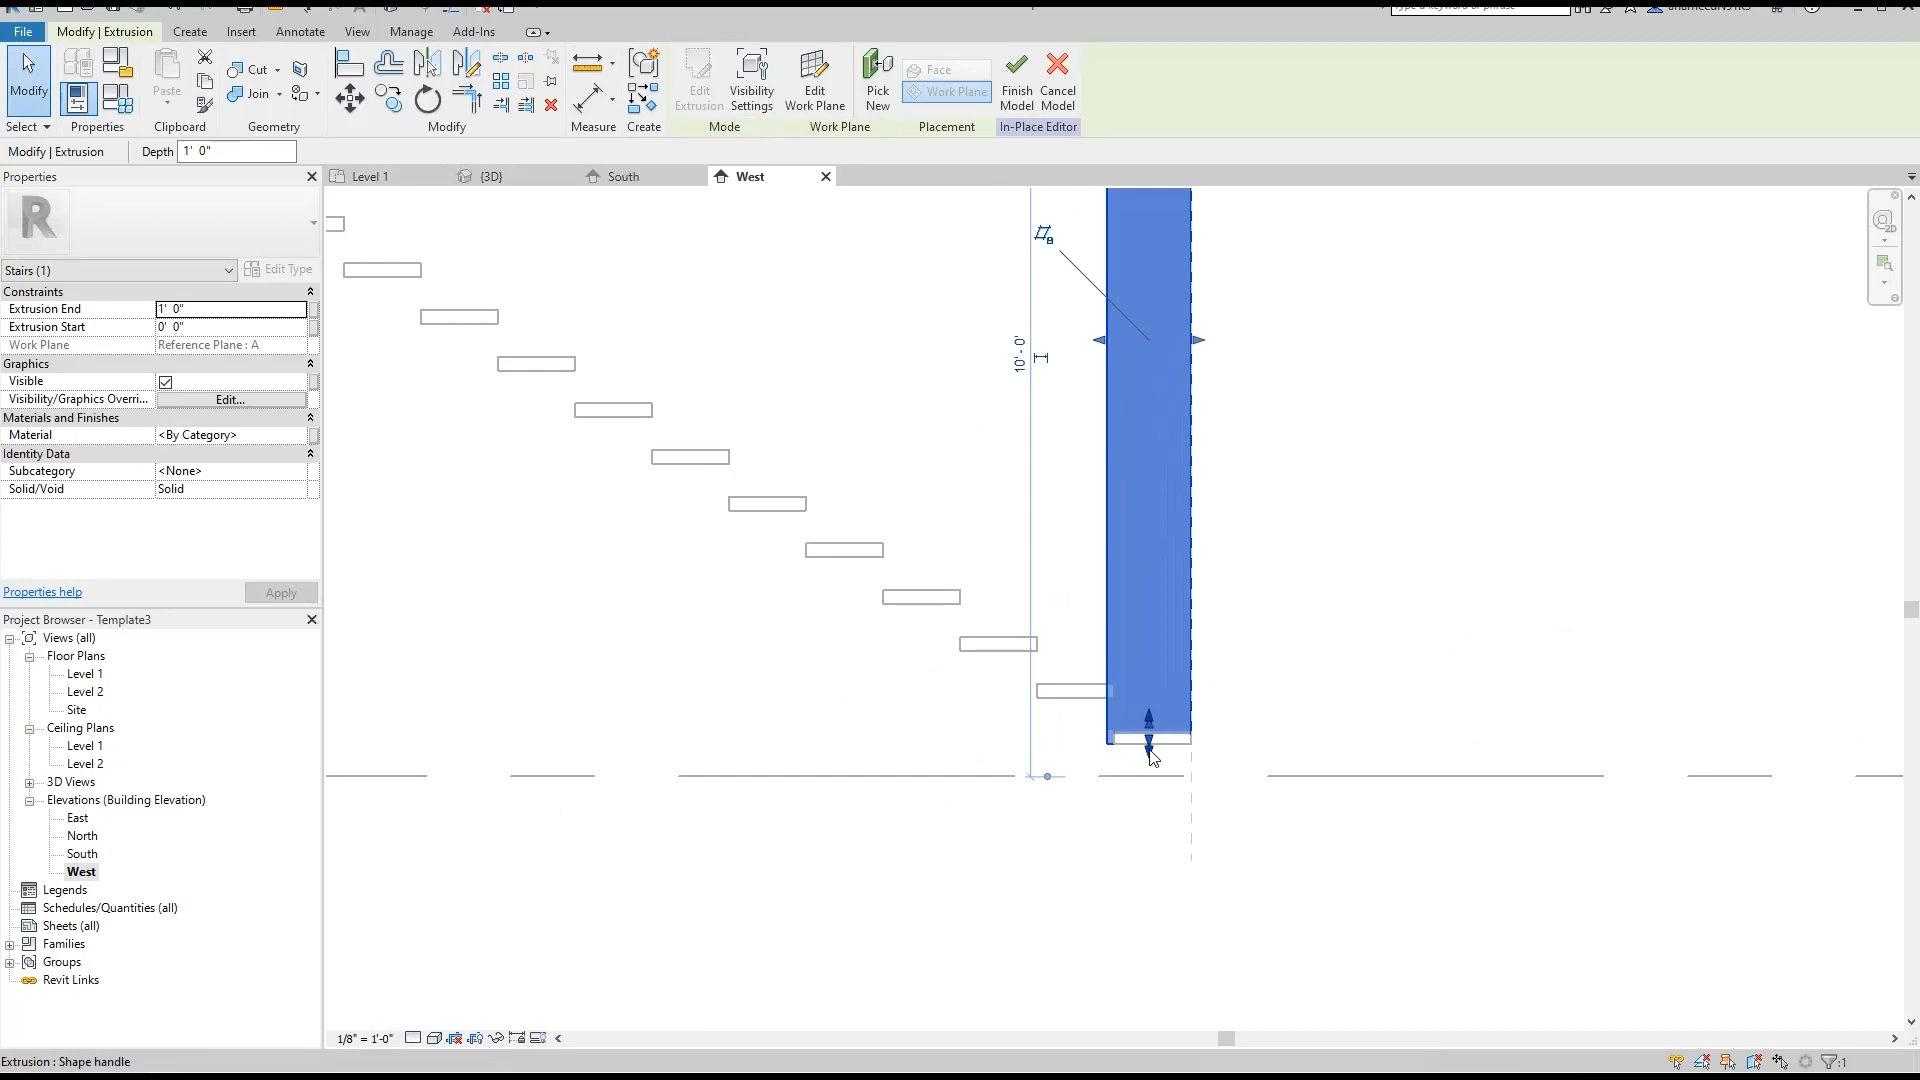 File
Modify | Extrusion
Create
Insert
Annotate
View
Manage
Add-Ins
Modify
Paste
Cut
Join
Edit
Extrusion
Visibility
Settings
Edit
Work Plane
Pick
New
Face
Work Plane
Finish
Model
Cancel
Model
Select
Properties
Clipboard
Geometry
Modify
Measure
Create
Mode
Work Plane
Placement
In-Place Editor
Modify | Extrusion
Depth
1' 0"
Properties
Level 1
{3D}
South
West
R
2D
Stairs (1)
Edit Type
Constraints
Extrusion End
1' 0"
Extrusion Start
0' 0"
Work Plane
Reference Plane : A
Graphics
Visible
Visibility/Graphics Overri...
Edit...
Materials and Finishes
Material
<By Category>
Identity Data
Subcategory
<None>
Solid/Void
Solid
10' - 0"
Properties help
Apply
Project Browser - Template3
Views (all)
Floor Plans
Level 1
Level 2
Site
Ceiling Plans
Level 1
Level 2
3D Views
Elevations (Building Elevation)
East
North
South
West
Legends
Schedules/Quantities (all)
Sheets (all)
Families
Groups
Revit Links
1/8" = 1'-0"
Extrusion : Shape handle
:1